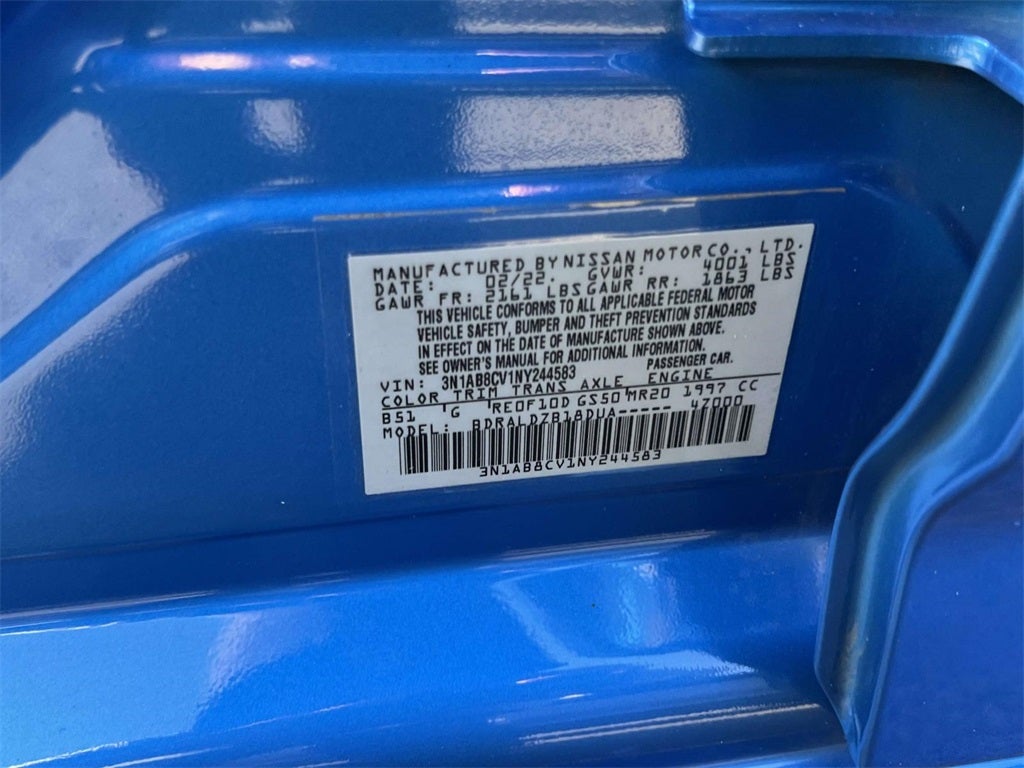 MANUFACTURED BY NISSAN MOTOR CO., LTD.
DATE: 02/22. GVWR: 4001 LBS
GAWR FR: 2161 LBS GAWR RR: 1863 LBS
THIS VEHICLE CONFORMS TO ALL APPLICABLE FEDERAL MOTOR
VEHICLE SAFETY, BUMPER AND THEFT PREVENTION STANDARDS
IN EFFECT ON THE DATE OF MANUFACTURE SHOWN ABOVE.
SEE OWNER'S MANUAL FOR ADDITIONAL INFORMATION.
VIN: 3N1AB8CV1NY244583 PASSENGER CAR.
COLOR TRIM TRANS AXLE ENGINE
B51 G RE0F10D GS50 MR20 1997 CC
MODEL: BDRALDZB18DUA----- 47000
3N1AB8CV1NY244583